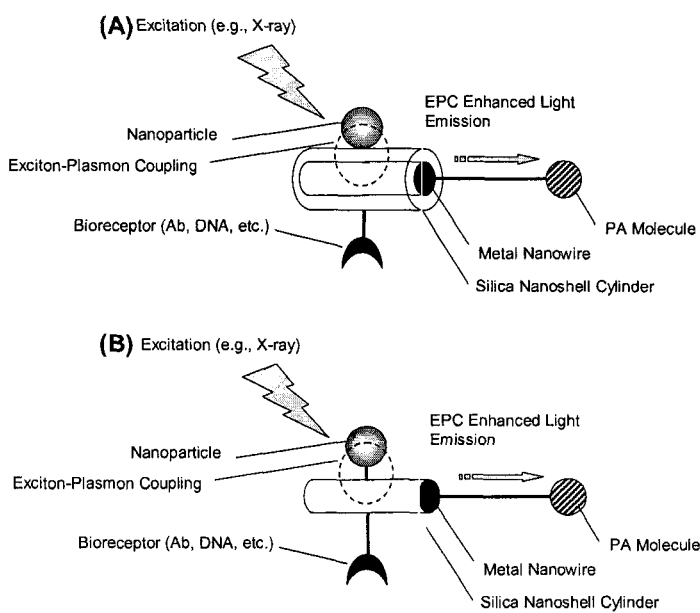 (A) Excitation (e.g., X-ray)
EPC Enhanced Light
Emission
Nanoparticle
Exciton-Plasmon Coupling
Bioreceptor (Ab, DNA, etc.)
PA Molecule
Metal Nanowire
Silica Nanoshell Cylinder
(B) Excitation (e.g., X-ray)
EPC Enhanced Light
Emission
Nanoparticle
Exciton-Plasmon Coupling
Bioreceptor (Ab, DNA, etc.)
PA Molecule
Metal Nanowire
Silica Nanoshell Cylinder